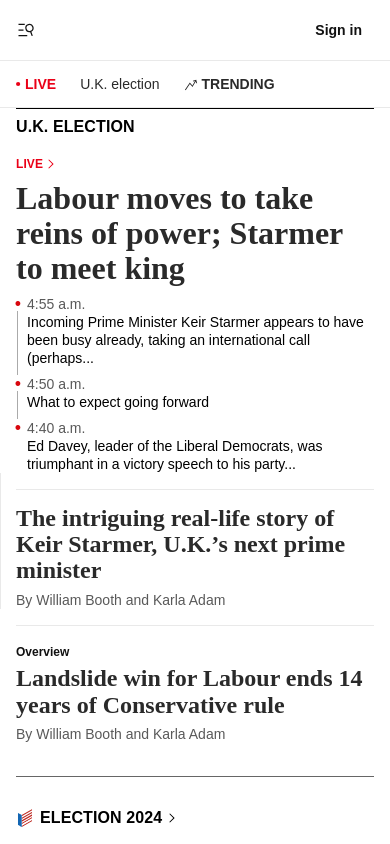 Sign in
LIVE
U.K. election
TRENDING
U.K. ELECTION
LIVE
Labour moves to take
reins of power; Starmer
to meet king
4:55 a.m.
Incoming Prime Minister Keir Starmer appears to have
been busy already, taking an international call
(perhaps...
4:50 a.m.
What to expect going forward
4:40 a.m.
Ed Davey, leader of the Liberal Democrats, was
triumphant in a victory speech to his party...
The intriguing real-life story of
Keir Starmer, U.K.’s next prime
minister
By William Booth and Karla Adam
Overview
Landslide win for Labour ends 14
years of Conservative rule
By William Booth and Karla Adam
ELECTION 2024